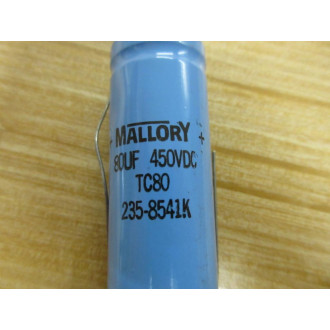 - MALLORY +
80UF 450VDC
TC80
235-8541K